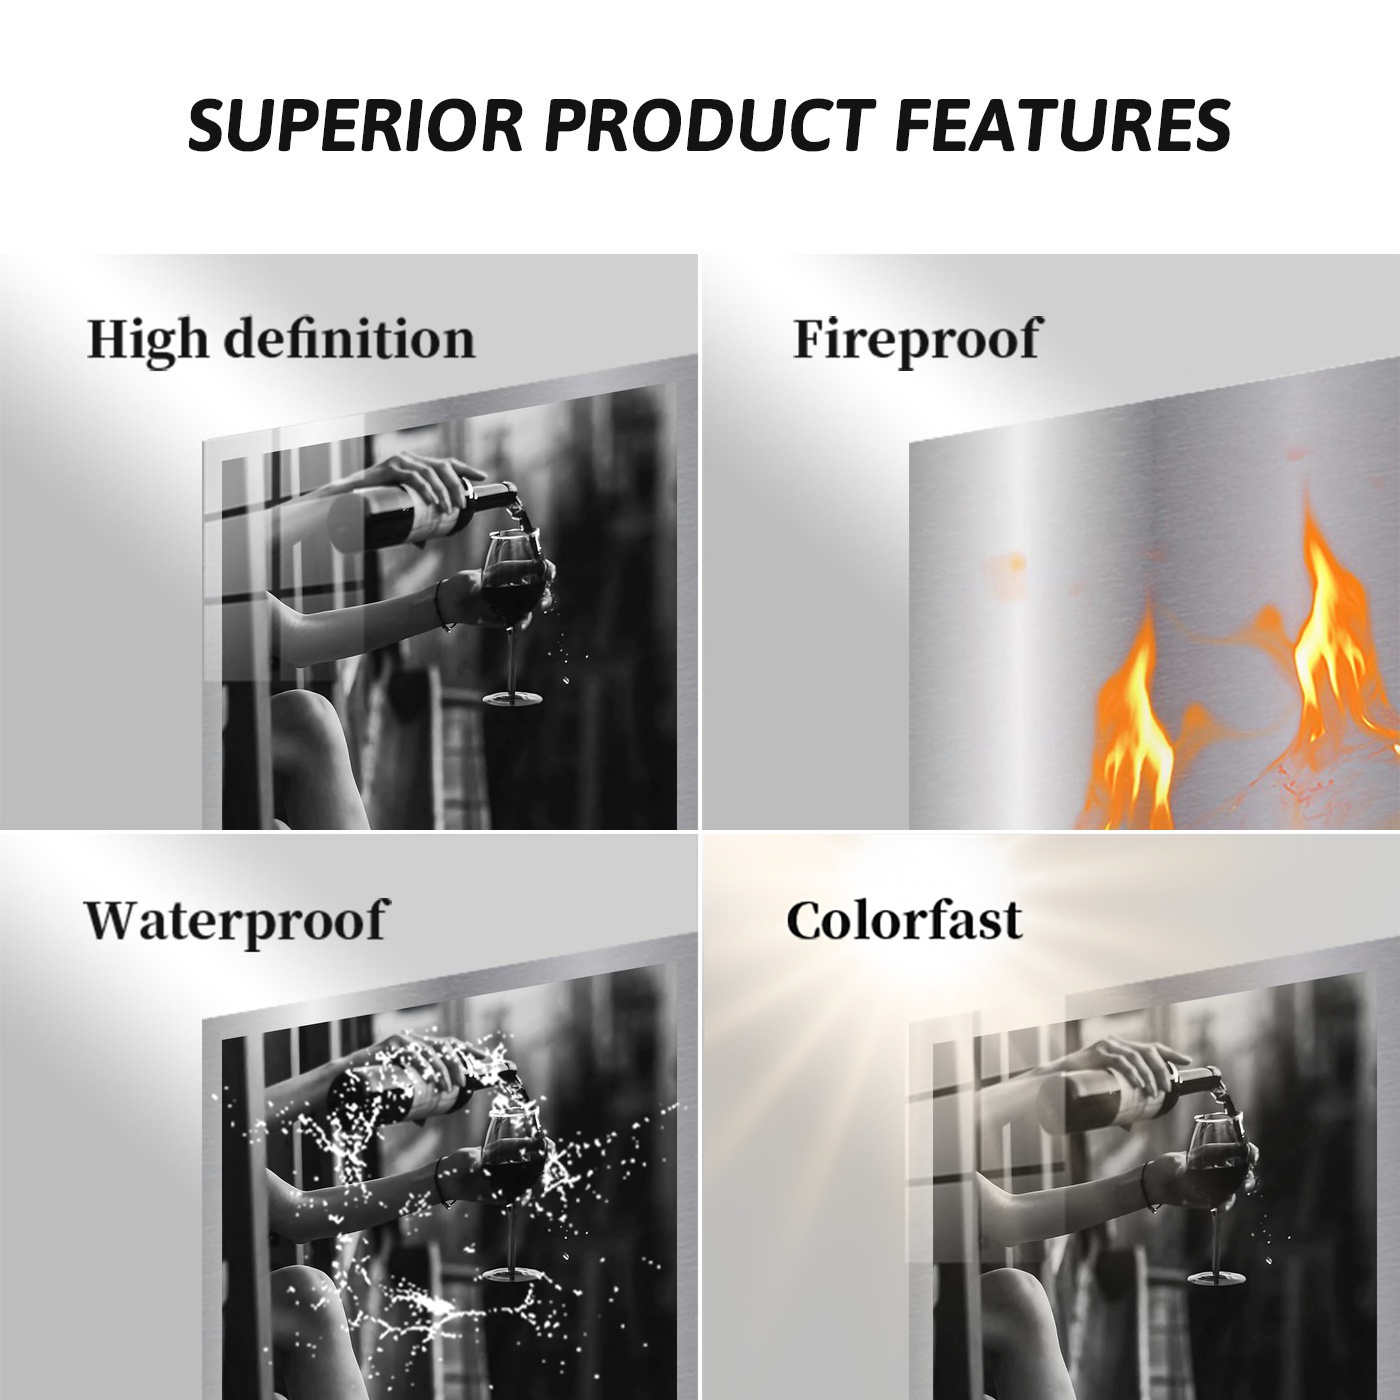 SUPERIOR PRODUCT FEATURES
High definition
Fireproof
Waterproof
Colorfast